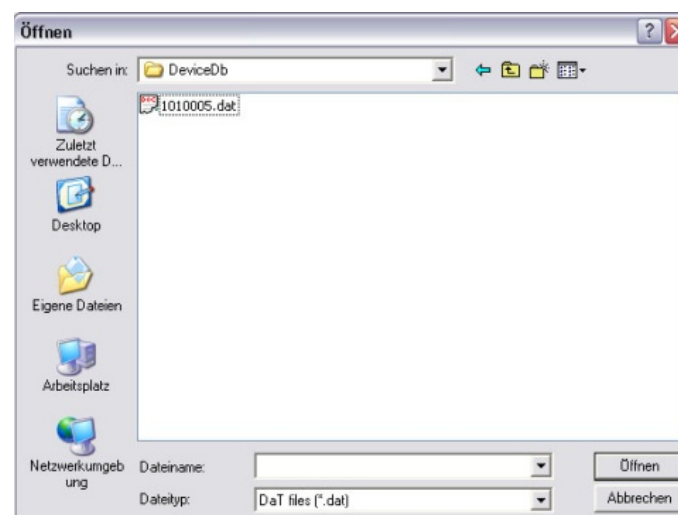 Öffnen
Suchen in:
DeviceDb
1010005.dat
Zuletzt
verwendete D...
Desktop
Eigene Dateien
Arbeitsplatz
Netzwerkumgeb
ung
Dateiname:
Öffnen
Dateityp:
DaT files (*.dat)
Abbrechen